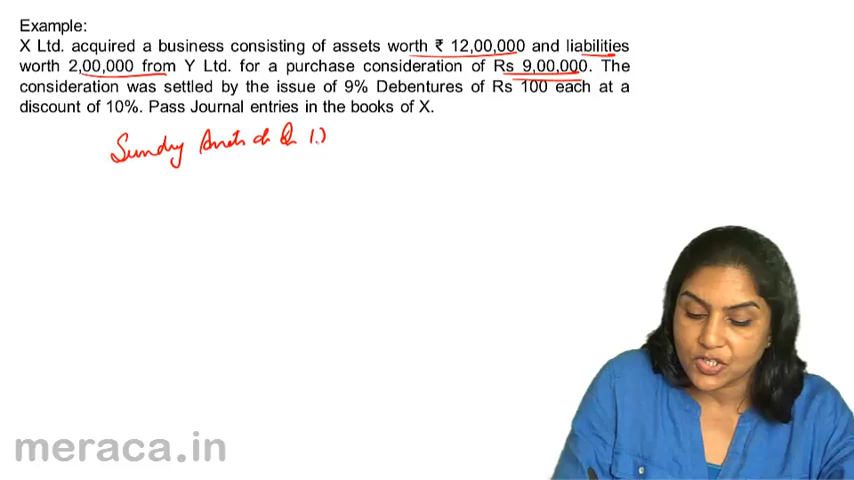 Example:
X Ltd. acquired a business consisting of assets worth ₹ 12,00,000 and liabilities
worth 2,00,000 from Y Ltd. for a purchase consideration of Rs 9,00,000. The
consideration was settled by the issue of 9% Debentures of Rs 100 each at a
discount of 10%. Pass Journal entries in the books of X.
Sundry
meraca.in